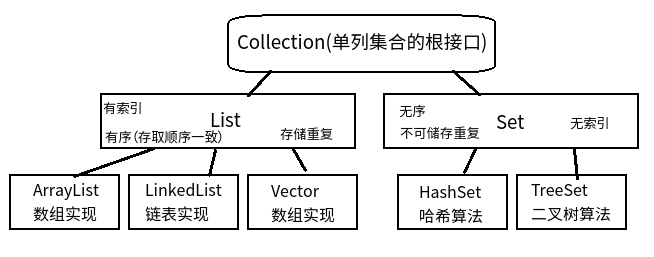 Collection(单列集合的根接口)
有索引
List
有序(存取顺序一致)
存储重复
无序
不可储存重复
Set
无索引
ArrayList
数组实现
LinkedList
链表实现
Vector
数组实现
HashSet
哈希算法
TreeSet
二叉树算法